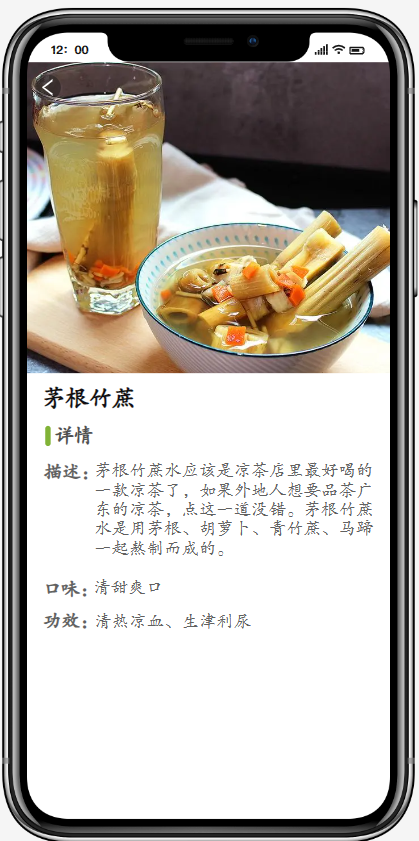 12：00
茅根竹蔗
详情
描述：茅根竹蔗水应该是凉茶店里最好喝的
一款凉茶了，如果外地人想要品茶广
东的凉茶，点这一道没错。茅根竹蔗
水是用茅根、胡萝卜、青竹蔗、马蹄
一起熬制而成的。
口味：清甜爽口
功效：清热凉血、生津利尿